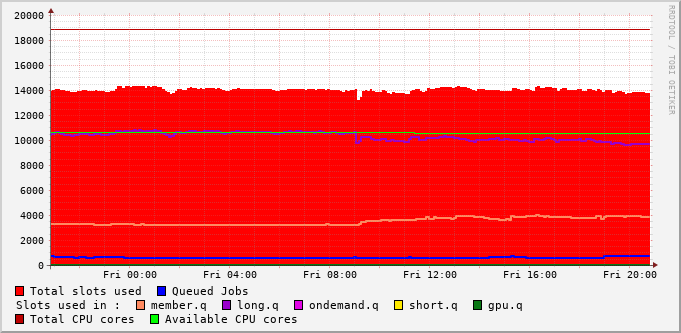 20000
18000
16000
14000
12000
10000
8000
6000
4000
2000
0
Fri 00:00 Fri 04:00 Fri 08:00 Fri 12:00 Fri 16:00 Fri 20:00
RRDTOOL / TOBI OETIKER
Total slots used Queued Jobs
Slots used in : member.q long.q ondemand.q short.q gpu.q
Total CPU cores Available CPU cores